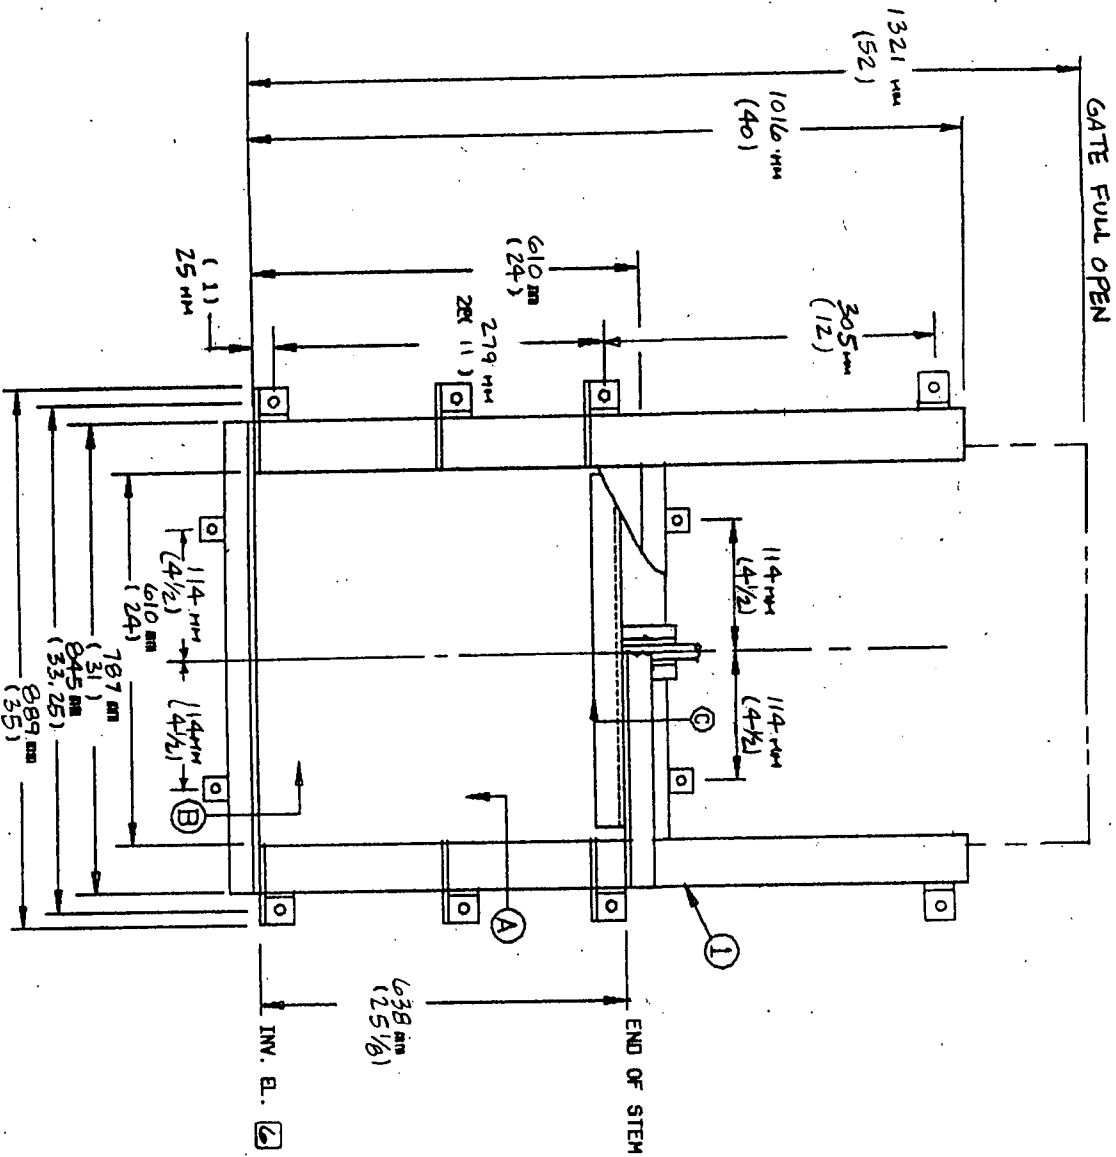 GATE FULL OPEN
1321 MM
(52)
1016 MM
(40)
610 mm
(24)
305 MM
(12)
279 MM
( 11 )
( 1 )
25 MM
114 MM
(4½)
114 MM
(4½)
C
114 MM
(4½)
114 MM
(4½)
610 mm
( 24 )
787 mm
( 31 )
845 mm
( 33.25 )
889 mm
(35)
B
A
1
638 mm
(25 1/8)
END OF STEM
INV. EL. 6